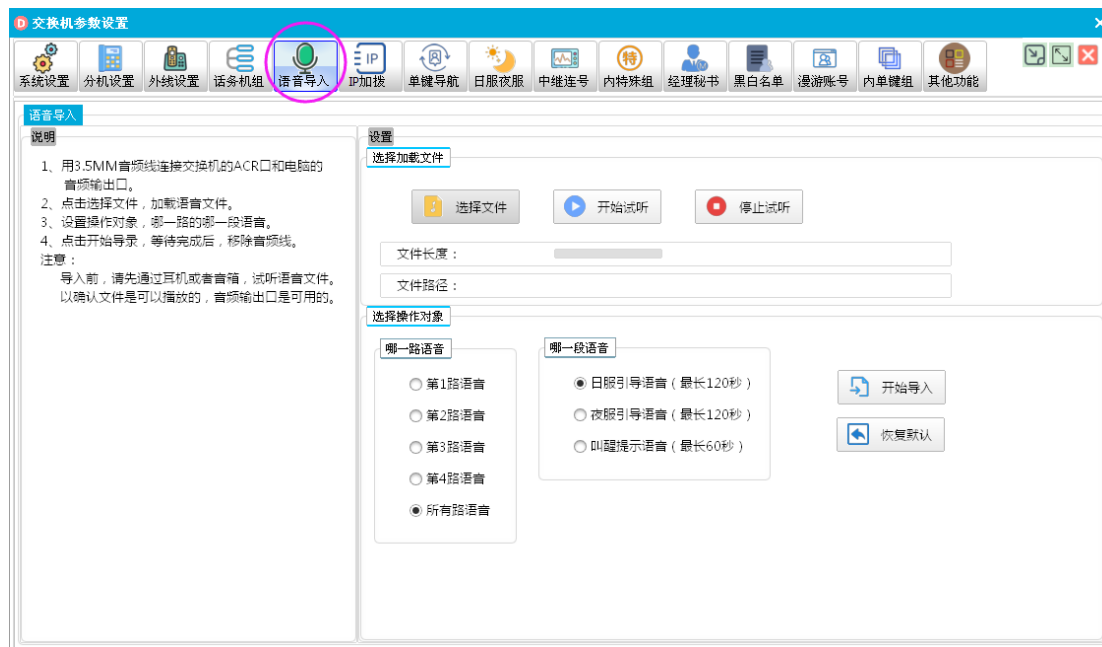 交换机参数设置
系统设置 分机设置 外线设置 话务机组 语音导入 IP加拨 单键导航 日服夜服 中继连号 内特殊组 经理秘书 黑白名单 漫游账号 内单键组 其他功能
IP
特
语音导入
说明
1、用3.5MM音频线连接交换机的ACR口和电脑的
音频输出口。
2、点击选择文件，加载语音文件。
3、设置操作对象，哪一路的哪一段语音。
4、点击开始导录，等待完成后，移除音频线。
注意：
导入前，请先通过耳机或者音箱，试听语音文件。
以确认文件是可以播放的，音频输出口是可用的。
设置
选择加载文件
选择文件 开始试听 停止试听
文件长度：
文件路径：
选择操作对象
哪一路语音
第1路语音
第2路语音
第3路语音
第4路语音
所有路语音
哪一段语音
日服引导语音（最长120秒）
夜服引导语音（最长120秒）
叫醒提示语音（最长60秒）
开始导入
恢复默认